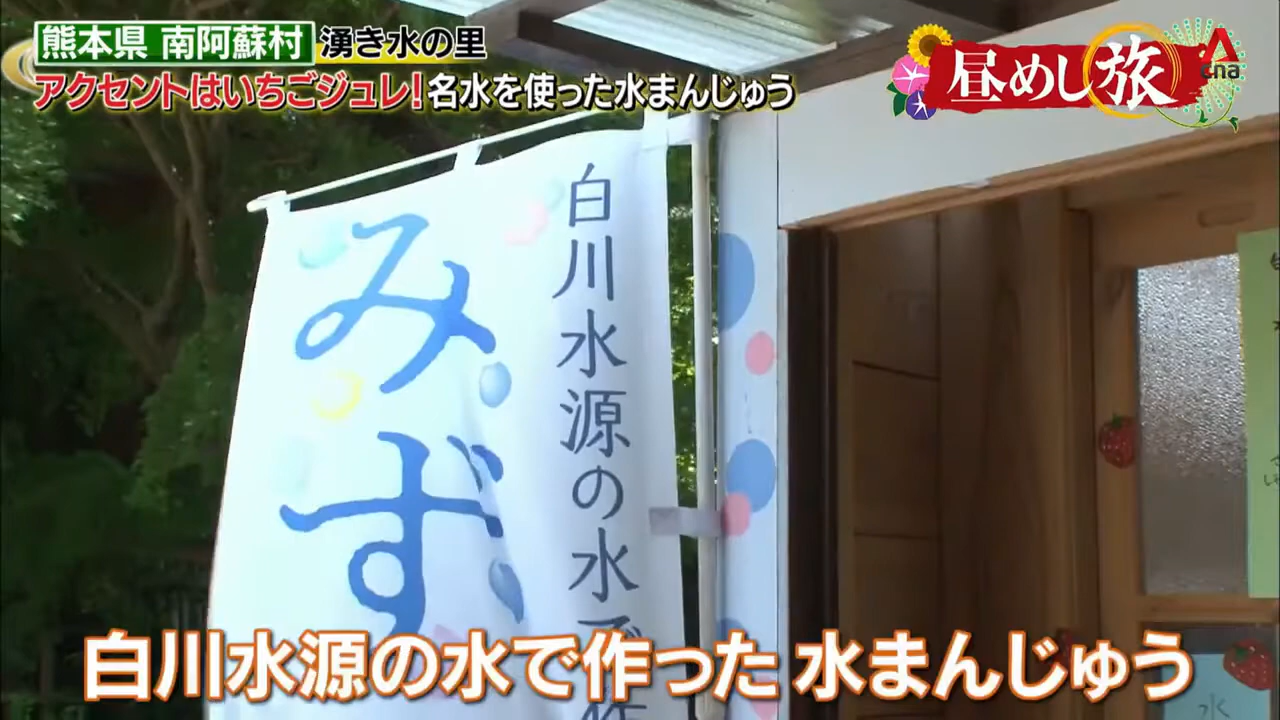 熊本県 南阿蘇村 湧き水の里
アクセントはいちごジュレ!名水を使った水まんじゅう
昼めし旅
cna
みず
白川水源の水で作
白川水源の水で作った 水まんじゅう
水